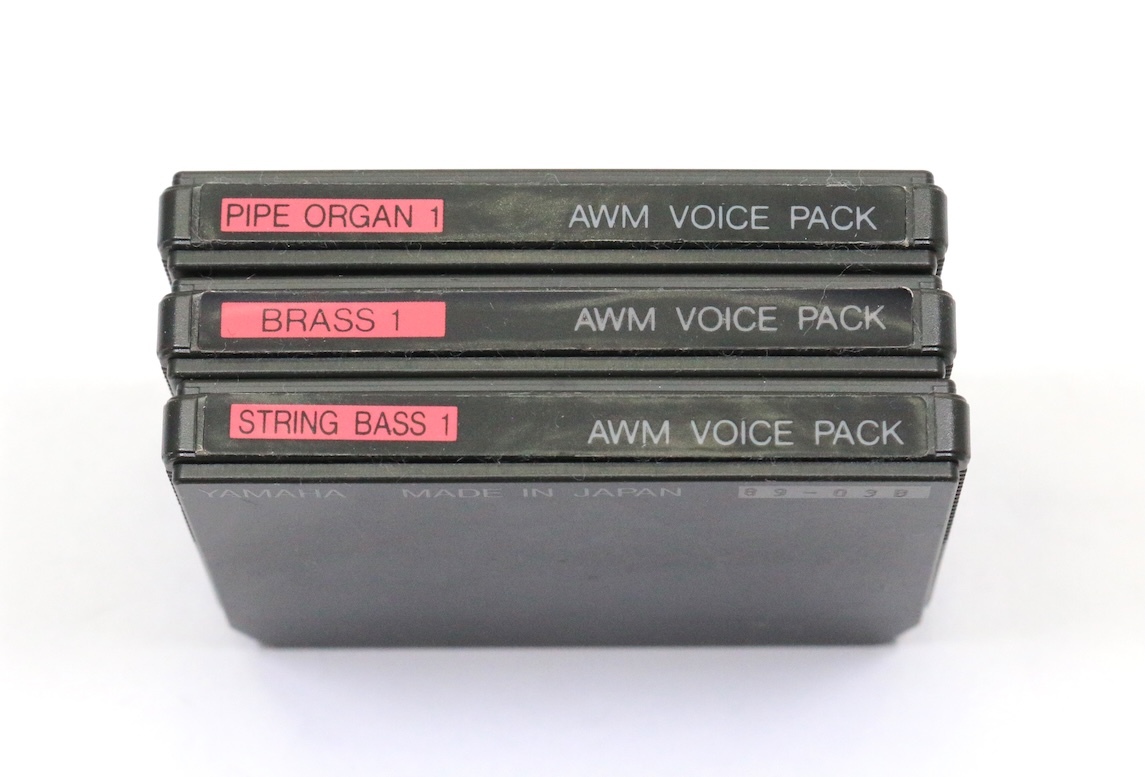 PIPE ORGAN 1 AWM VOICE PACK
BRASS 1 AWM VOICE PACK
STRING BASS 1 AWM VOICE PACK
YAMAHA MADE IN JAPAN